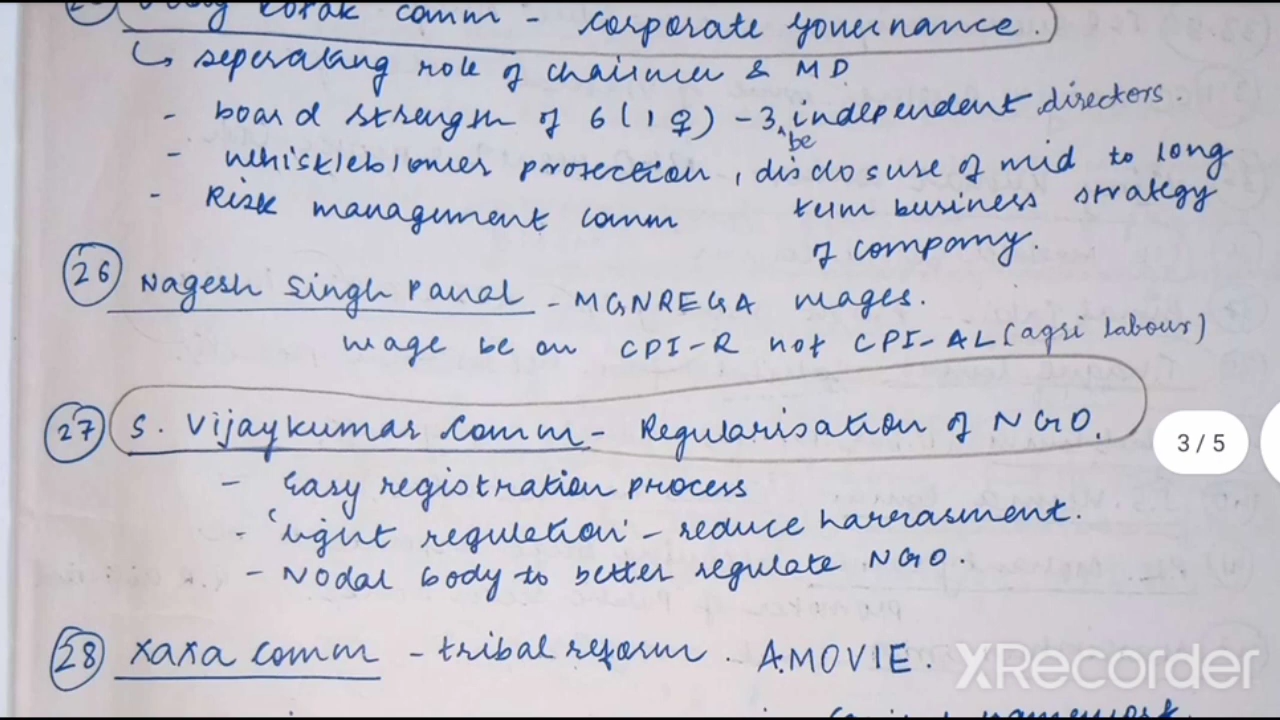 Kotak comm - corporate governance.
↳ seperating role of chairmen & MD
- board strength of 6 (1 ♀) - 3 be independent directors
- whistleblower protection, disclosure of mid to long
- Risk management comm term business strategy
of company.
26 Nagesh Singh Panal - MGNREGA wages.
wage be on CPI-R not CPI-AL (agri labour)
27 S. Vijaykumar Comm - Regularisation of NGO.
- Easy registration process
- 'light regulation' - reduce harrasment.
- Nodal body to better regulate NGO.
3/5
28 xaxa comm - tribal reform. A.MOVIE.
XRecorder